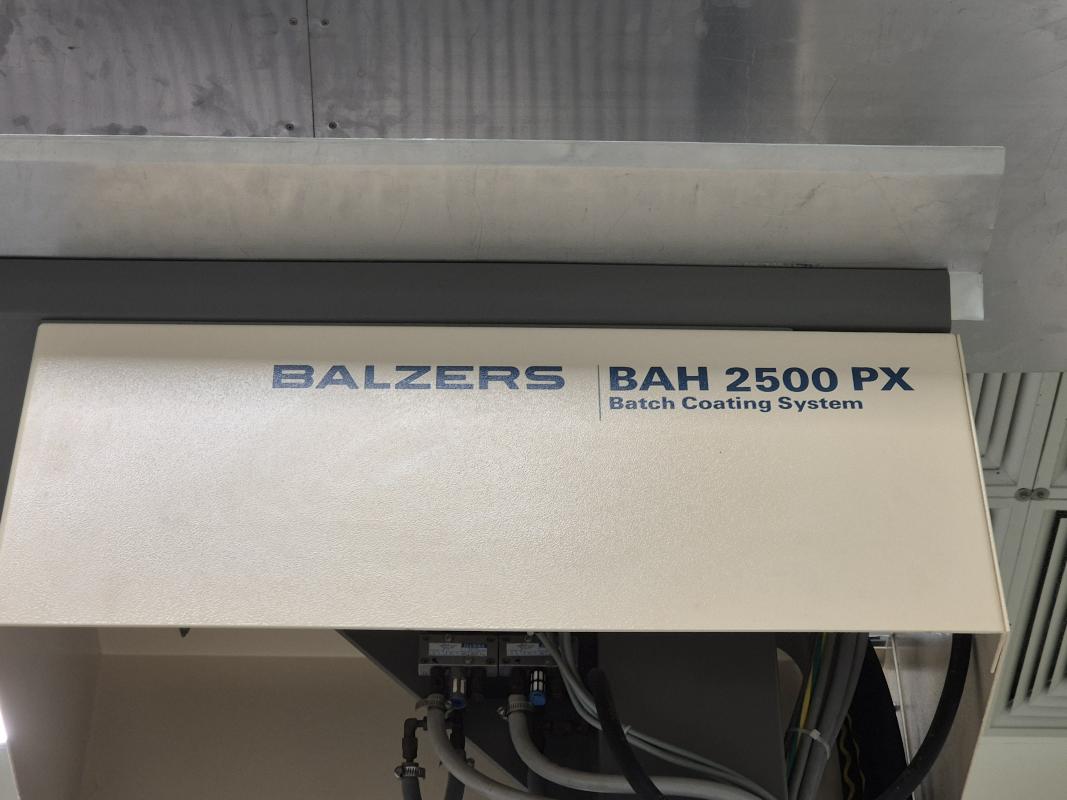 BALZERS
BAH 2500 PX
Batch Coating System